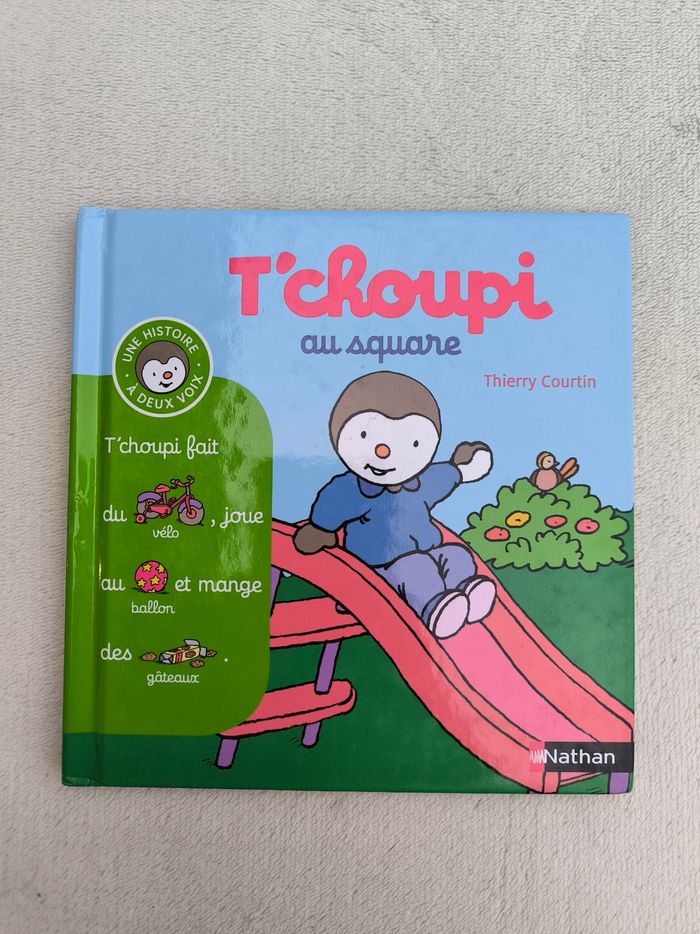 T'choupi
au square
Thierry Courtin
UNE HISTOIRE
À DEUX VOIX
T'choupi fait
du , joue
vélo
au et mange
ballon
des .
gâteaux
Nathan